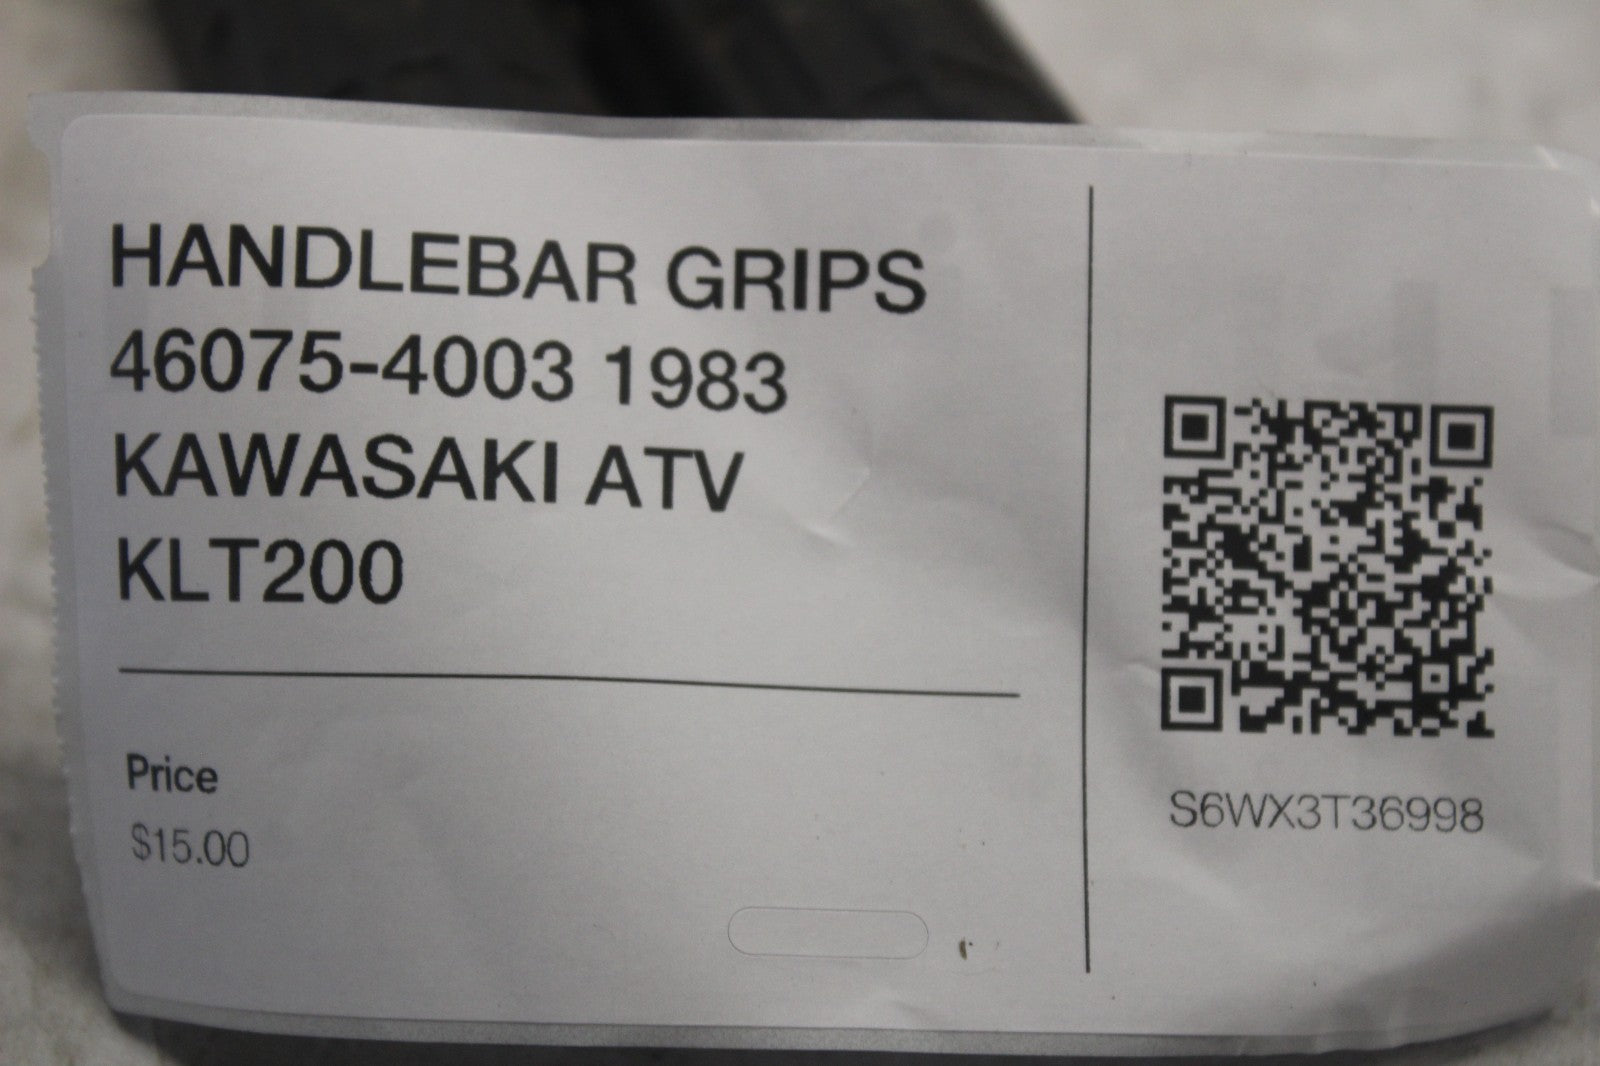 HANDLEBAR GRIPS
46075-4003 1983
KAWASAKI ATV
KLT200
Price
$15.00
S6WX3T36998